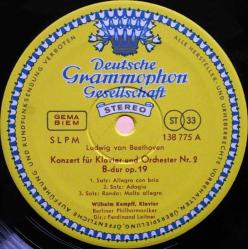 Deutsche
Grammophon
Gesellschaft
STEREO
GEMA
BIEM
ST 33
SLPM
138 775 A
Ludwig van Beethoven
Konzert für Klavier und Orchester Nr. 2
B-dur op. 19
1. Satz: Allegro con brio
2. Satz: Adagio
3. Satz: Rondo: Molto allegro
Wilhelm Kempff, Klavier
Berliner Philharmoniker
Dir.: Ferdinand Leitner